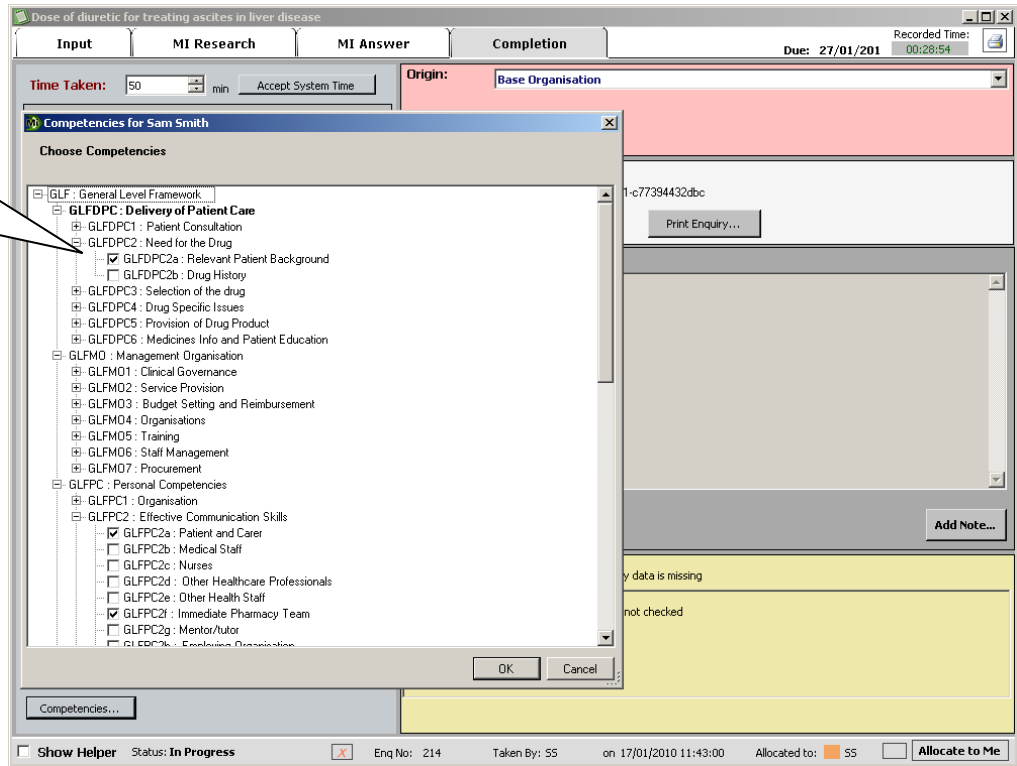 Dose of diuretic for treating ascites in liver disease
Input
MI Research
MI Answer
Completion
Due: 27/01/201
Recorded Time:
00:28:54
Time Taken:
50
min
Accept System Time
Origin:
Base Organisation
Competencies for Sam Smith
Choose Competencies
GLF : General Level Framework
GLFDPC : Delivery of Patient Care
GLFDPC1 : Patient Consultation
GLFDPC2 : Need for the Drug
GLFDPC2a : Relevant Patient Background
GLFDPC2b : Drug History
GLFDPC3 : Selection of the drug
GLFDPC4 : Drug Specific Issues
GLFDPC5 : Provision of Drug Product
GLFDPC6 : Medicines Info and Patient Education
GLFMO : Management Organisation
GLFMO1 : Clinical Governance
GLFMO2 : Service Provision
GLFMO3 : Budget Setting and Reimbursement
GLFMO4 : Organisations
GLFMO5 : Training
GLFMO6 : Staff Management
GLFMO7 : Procurement
GLFPC : Personal Competencies
GLFPC1 : Organisation
GLFPC2 : Effective Communication Skills
GLFPC2a : Patient and Carer
GLFPC2b : Medical Staff
GLFPC2c : Nurses
GLFPC2d : Other Healthcare Professionals
GLFPC2e : Other Health Staff
GLFPC2f : Immediate Pharmacy Team
GLFPC2g : Mentor/tutor
GLFPC2h : Employing Organisation
OK
Cancel
1-c77394432dbc
Print Enquiry...
Add Note...
y data is missing
not checked
Competencies...
Show Helper
Status: In Progress
X
Enq No: 214
Taken By: SS
on 17/01/2010 11:43:00
Allocated to:
SS
Allocate to Me